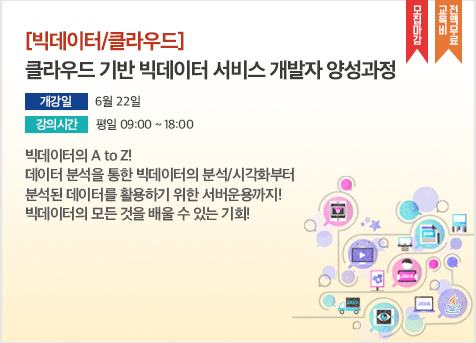 [빅데이터/클라우드]
모집마감
교육비
전액무료
클라우드 기반 빅데이터 서비스 개발자 양성과정
개강일 6월 22일
강의시간 평일 09:00 ~ 18:00
빅데이터의 A to Z!
데이터 분석을 통한 빅데이터의 분석/시각화부터
분석된 데이터를 활용하기 위한 서버운용까지!
빅데이터의 모든 것을 배울 수 있는 기회!
JAVA
JAVA
JAVA
JAVA